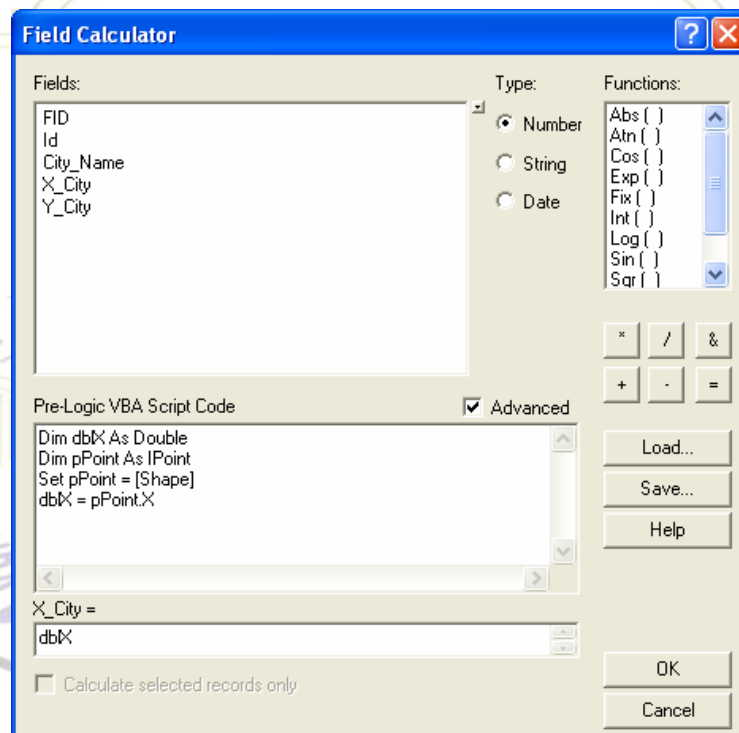 Field Calculator
Fields:
Type:
Functions:
FID
Id
City_Name
X_City
Y_City
Number
String
Date
Abs ( )
Atn ( )
Cos ( )
Exp ( )
Fix ( )
Int ( )
Log ( )
Sin ( )
Sqr ( )
* / &
+ - =
Pre-Logic VBA Script Code
Advanced
Dim dblX As Double
Dim pPoint As IPoint
Set pPoint = [Shape]
dblX = pPoint.X
Load...
Save...
Help
X_City =
dblX
Calculate selected records only
OK
Cancel